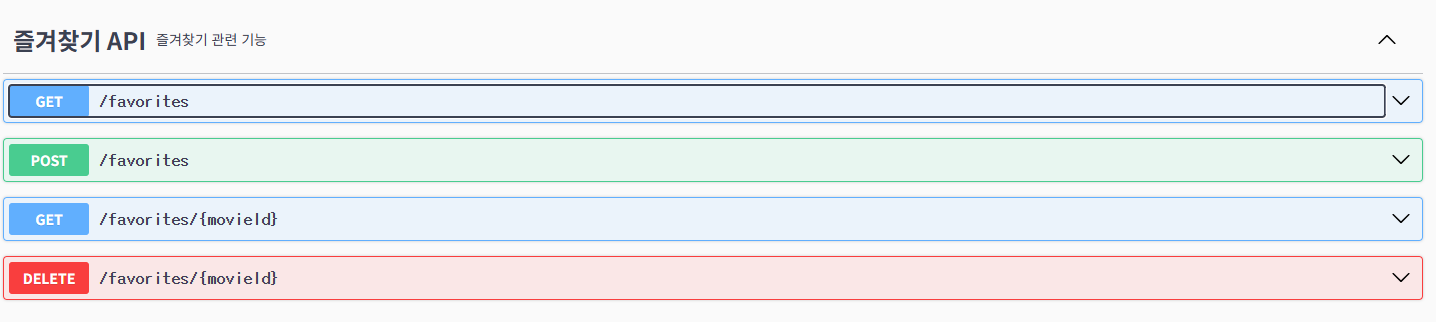 즐겨찾기 API 즐겨찾기 관련 기능
GET /favorites
POST /favorites
GET /favorites/{movieId}
DELETE /favorites/{movieId}